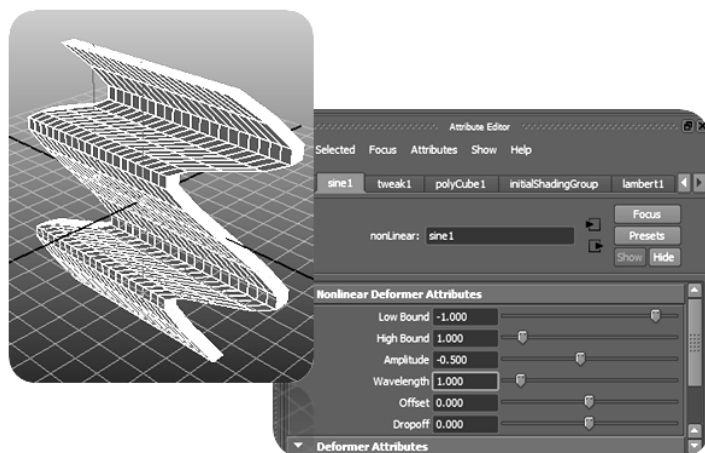 Attribute Editor
Selected Focus Attributes Show Help
sine1 tweak1 polyCube1 initialShadingGroup lambert1
Focus
nonLinear: sine1
Presets
Show Hide
Nonlinear Deformer Attributes
Low Bound -1.000
High Bound 1.000
Amplitude -0.500
Wavelength 1.000
Offset 0.000
Dropoff 0.000
Deformer Attributes